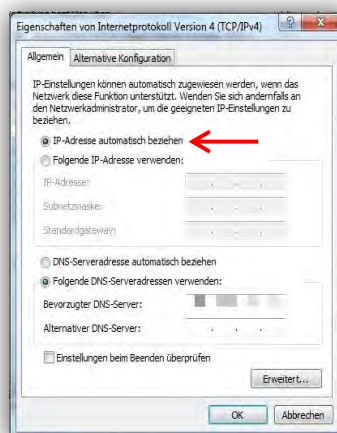 Eigenschaften von Internetprotokoll Version 4 (TCP/IPv4)
Allgemein Alternative Konfiguration
IP-Einstellungen können automatisch zugewiesen werden, wenn das
Netzwerk diese Funktion unterstützt. Wenden Sie sich andernfalls an
den Netzwerkadministrator, um die geeigneten IP-Einstellungen zu
beziehen.
IP-Adresse automatisch beziehen
Folgende IP-Adresse verwenden:
IP-Adresse:
Subnetzmaske:
Standardgateway:
DNS-Serveradresse automatisch beziehen
Folgende DNS-Serveradressen verwenden:
Bevorzugter DNS-Server:
Alternativer DNS-Server:
Einstellungen beim Beenden überprüfen
Erweitert...
OK Abbrechen